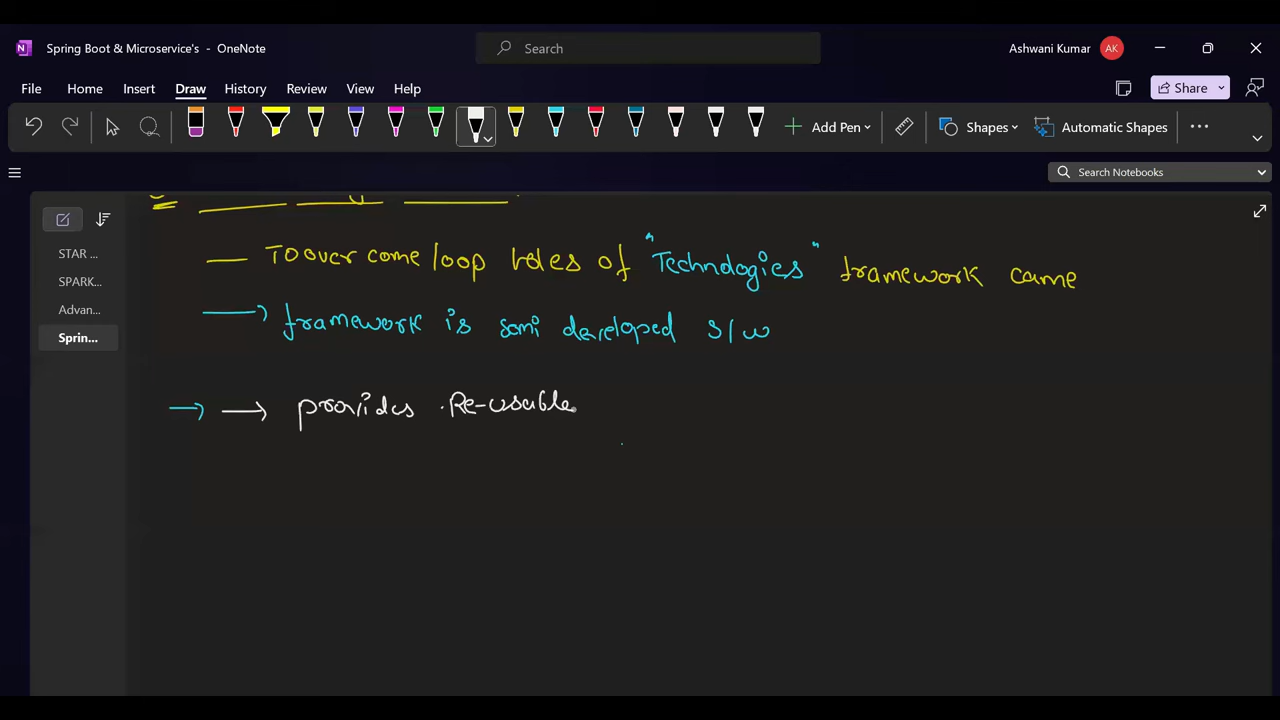 Spring Boot & Microservice's - OneNote
Search
Ashwani Kumar AK
File Home Insert Draw History Review View Help
Share
Add Pen
Shapes
Automatic Shapes
Search Notebooks
STAR ...
SPARK...
Advan...
Sprin...
— To over come loop holes of "Technologies" framework came
→ framework is semi developed s/w
→ → provides Re-usable